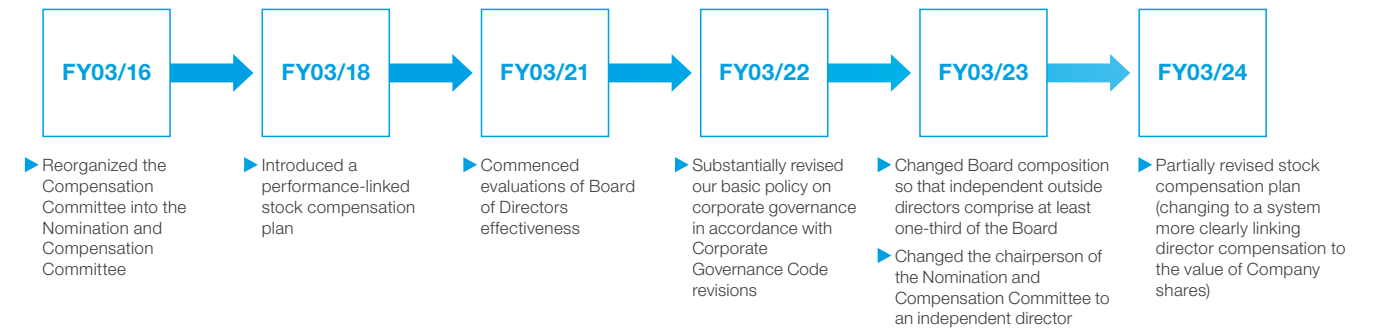 FY03/16
FY03/18
FY03/21
FY03/22
FY03/23
FY03/24
Reorganized the
Compensation
Committee into the
Nomination and
Compensation
Committee
Introduced a
performance-linked
stock compensation
plan
Commenced
evaluations of Board
of Directors
effectiveness
Substantially revised
our basic policy on
corporate governance
in accordance with
Corporate
Governance Code
revisions
Changed Board composition
so that independent outside
directors comprise at least
one-third of the Board
Changed the chairperson of
the Nomination and
Compensation Committee to
an independent director
Partially revised stock
compensation plan
(changing to a system
more clearly linking
director compensation to
the value of Company
shares)